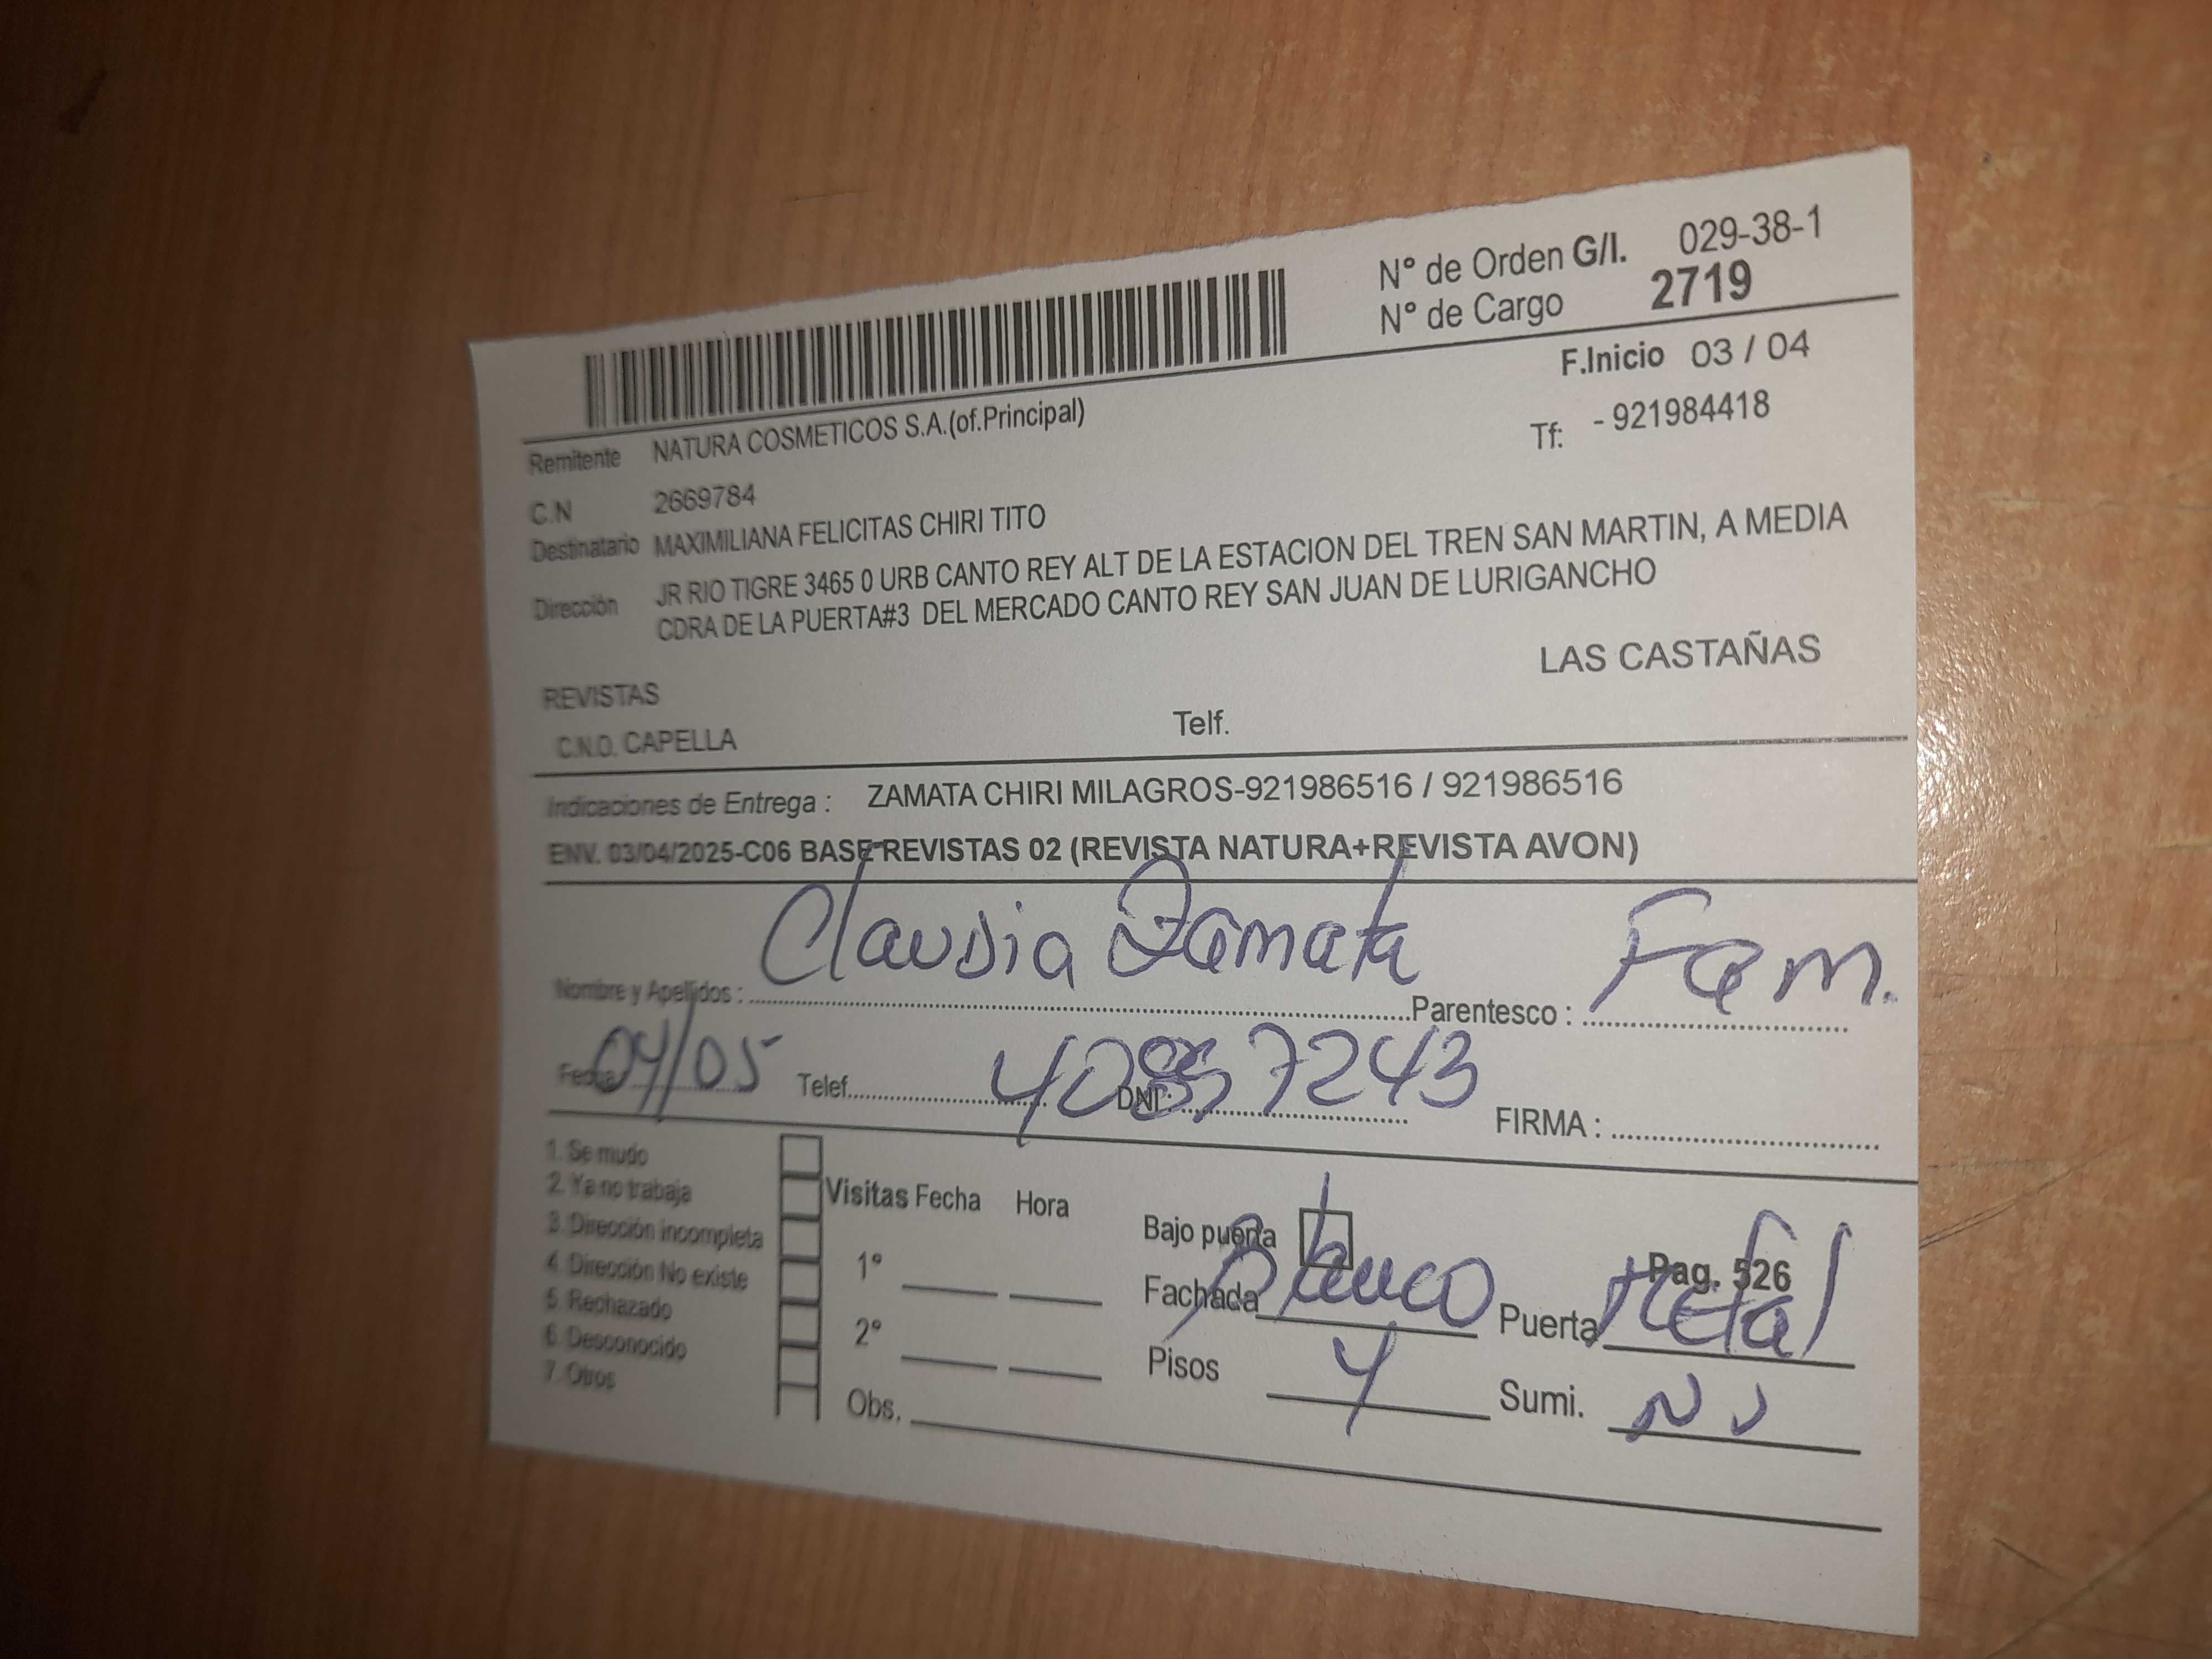 N° de Orden G/I. 029-38-1
N° de Cargo 2719
F.Inicio 03 / 04
Remitente NATURA COSMETICOS S.A.(of.Principal)
Tf: - 921984418
C.N 2669784
Destinatario MAXIMILIANA FELICITAS CHIRI TITO
Dirección JR RIO TIGRE 3465 0 URB CANTO REY ALT DE LA ESTACION DEL TREN SAN MARTIN, A MEDIA
CDRA DE LA PUERTA#3 DEL MERCADO CANTO REY SAN JUAN DE LURIGANCHO
LAS CASTAÑAS
REVISTAS
C.N.O. CAPELLA Telf.
Indicaciones de Entrega : ZAMATA CHIRI MILAGROS-921986516 / 921986516
ENV. 03/04/2025-C06 BASE REVISTAS 02 (REVISTA NATURA+REVISTA AVON)
Nombre y Apellidos : Claudia Zamata Parentesco : Fam.
Fecha 04/05 Telef. DNI: FIRMA :
1. Se mudo
2. Ya no trabaja
3. Dirección incompleta
4. Dirección No existe
5. Rechazado
6. Desconocido
7. Otros
Visitas Fecha Hora
1°
2°
Obs.
Bajo puerta
Pag. 526
Fachada blanco Puerta Metal
Pisos 4 Sumi. NJ